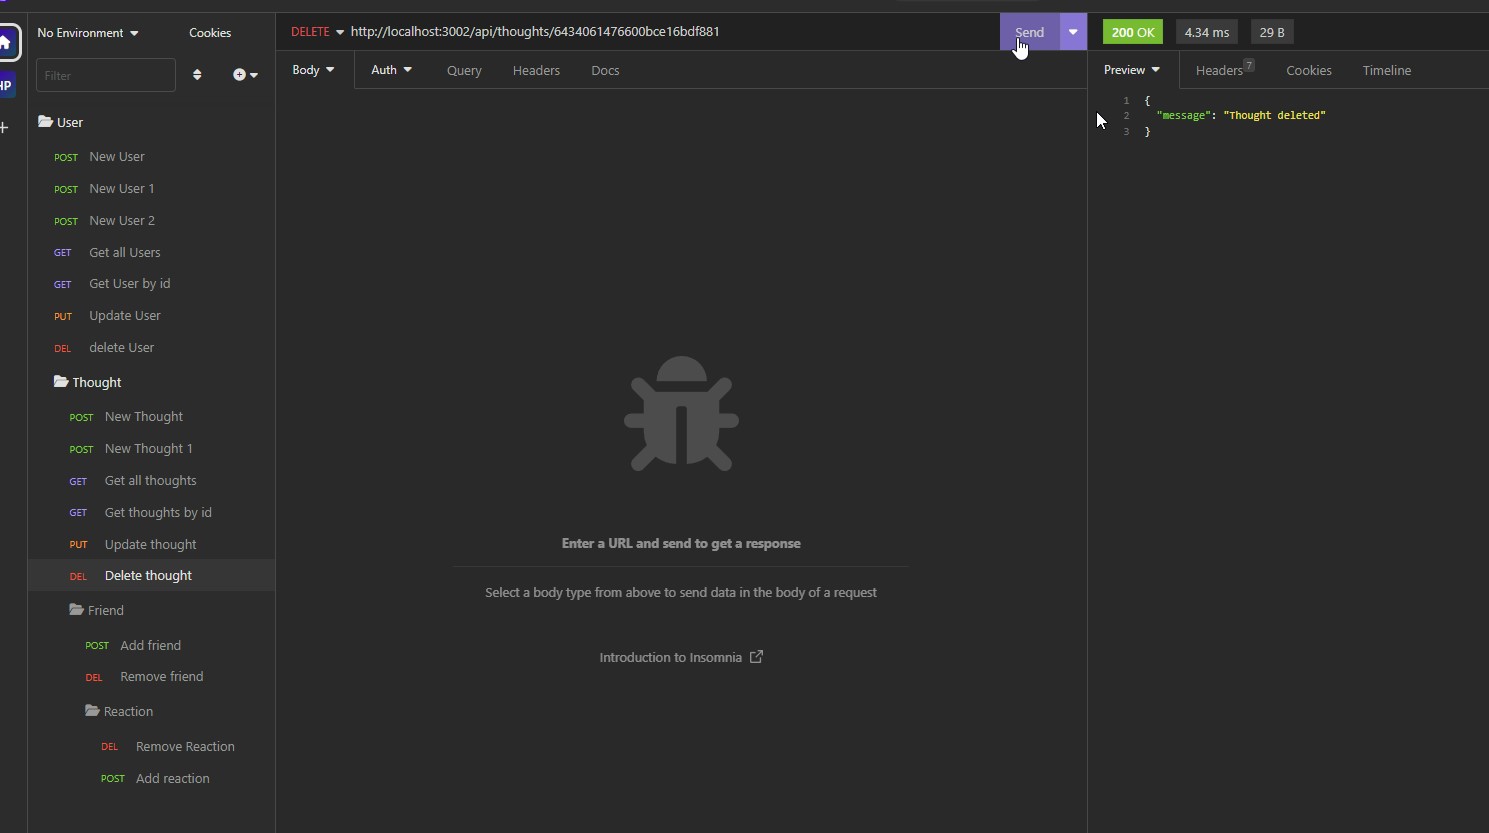 No Environment
Cookies
DELETE
http://localhost:3002/api/thoughts/6434061476600bce16bdf881
Send
200 OK
4.34 ms
29 B
HP
Filter
Body
Auth
Query
Headers
Docs
Preview
Headers 7
Cookies
Timeline
User
POST New User
POST New User 1
POST New User 2
GET Get all Users
GET Get User by id
PUT Update User
DEL delete User
Thought
POST New Thought
POST New Thought 1
GET Get all thoughts
GET Get thoughts by id
PUT Update thought
DEL Delete thought
Friend
POST Add friend
DEL Remove friend
Reaction
DEL Remove Reaction
POST Add reaction
Enter a URL and send to get a response
Select a body type from above to send data in the body of a request
Introduction to Insomnia
1 {
2 "message": "Thought deleted"
3 }